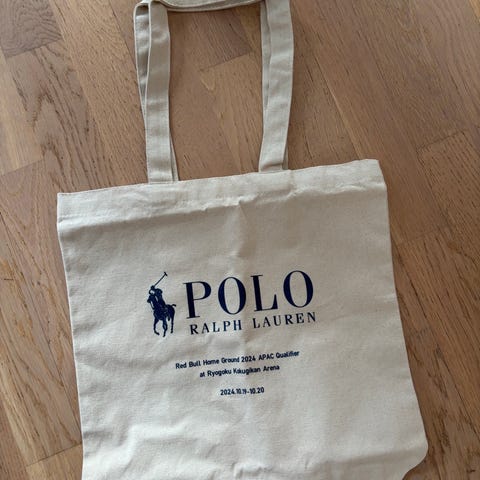 POLO
RALPH LAUREN
Red Bull Home Ground 2024 APAC Qualifier
at Ryogoku Kokugikan Arena
2024.10.19-10.20